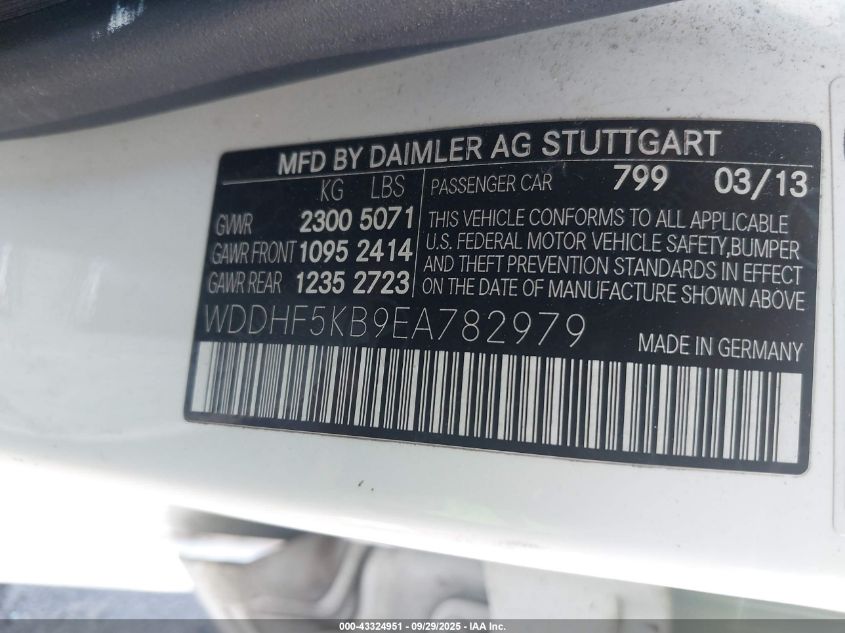 MFD BY DAIMLER AG STUTTGART
KG LBS
GVWR 2300 5071
GAWR FRONT 1095 2414
GAWR REAR 1235 2723
PASSENGER CAR 799 03/13
THIS VEHICLE CONFORMS TO ALL APPLICABLE
U.S. FEDERAL MOTOR VEHICLE SAFETY,BUMPER
AND THEFT PREVENTION STANDARDS IN EFFECT
ON THE DATE OF MANUFACTURE SHOWN ABOVE
WDDHF5KB9EA782979
MADE IN GERMANY
000-43324951 - 09/29/2025 - IAA Inc.